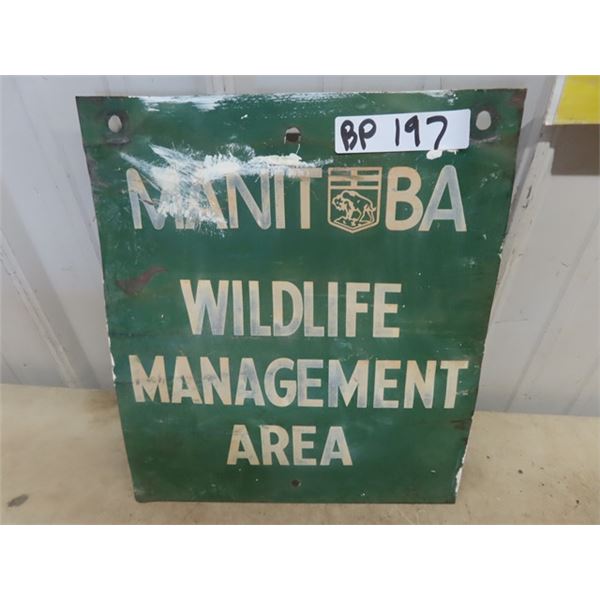 BP 197
MANITOBA
WILDLIFE
MANAGEMENT
AREA